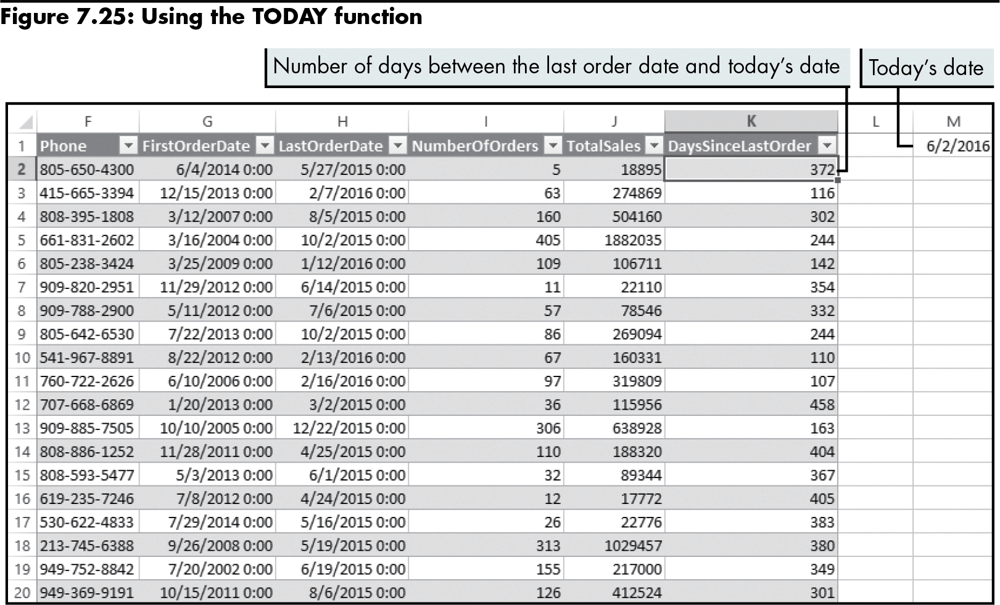 Figure 7.25: Using the TODAY function
Number of days between the last order date and today's date
Today's date
F G H I J K L M
1 Phone FirstOrderDate LastOrderDate NumberOfOrders TotalSales DaysSinceLastOrder 6/2/2016
2 805-650-4300 6/4/2014 0:00 5/27/2015 0:00 5 18895 372
3 415-665-3394 12/15/2013 0:00 2/7/2016 0:00 63 274869 116
4 808-395-1808 3/12/2007 0:00 8/5/2015 0:00 160 504160 302
5 661-831-2602 3/16/2004 0:00 10/2/2015 0:00 405 1882035 244
6 805-238-3424 3/25/2009 0:00 1/12/2016 0:00 109 106711 142
7 909-820-2951 11/29/2012 0:00 6/14/2015 0:00 11 22110 354
8 909-788-2900 5/11/2012 0:00 7/6/2015 0:00 57 78546 332
9 805-642-6530 7/22/2013 0:00 10/2/2015 0:00 86 269094 244
10 541-967-8891 8/22/2012 0:00 2/13/2016 0:00 67 160331 110
11 760-722-2626 6/10/2006 0:00 2/16/2016 0:00 97 319809 107
12 707-668-6869 1/20/2013 0:00 3/2/2015 0:00 36 115956 458
13 909-885-7505 10/10/2005 0:00 12/22/2015 0:00 306 638928 163
14 808-886-1252 11/28/2011 0:00 4/25/2015 0:00 110 188320 404
15 808-593-5477 5/3/2013 0:00 6/1/2015 0:00 32 89344 367
16 619-235-7246 7/8/2012 0:00 4/24/2015 0:00 12 17772 405
17 530-622-4833 7/29/2014 0:00 5/16/2015 0:00 26 22776 383
18 213-745-6388 9/26/2008 0:00 5/19/2015 0:00 313 1029457 380
19 949-752-8842 7/20/2002 0:00 6/19/2015 0:00 155 217000 349
20 949-369-9191 10/15/2011 0:00 8/6/2015 0:00 126 412524 301